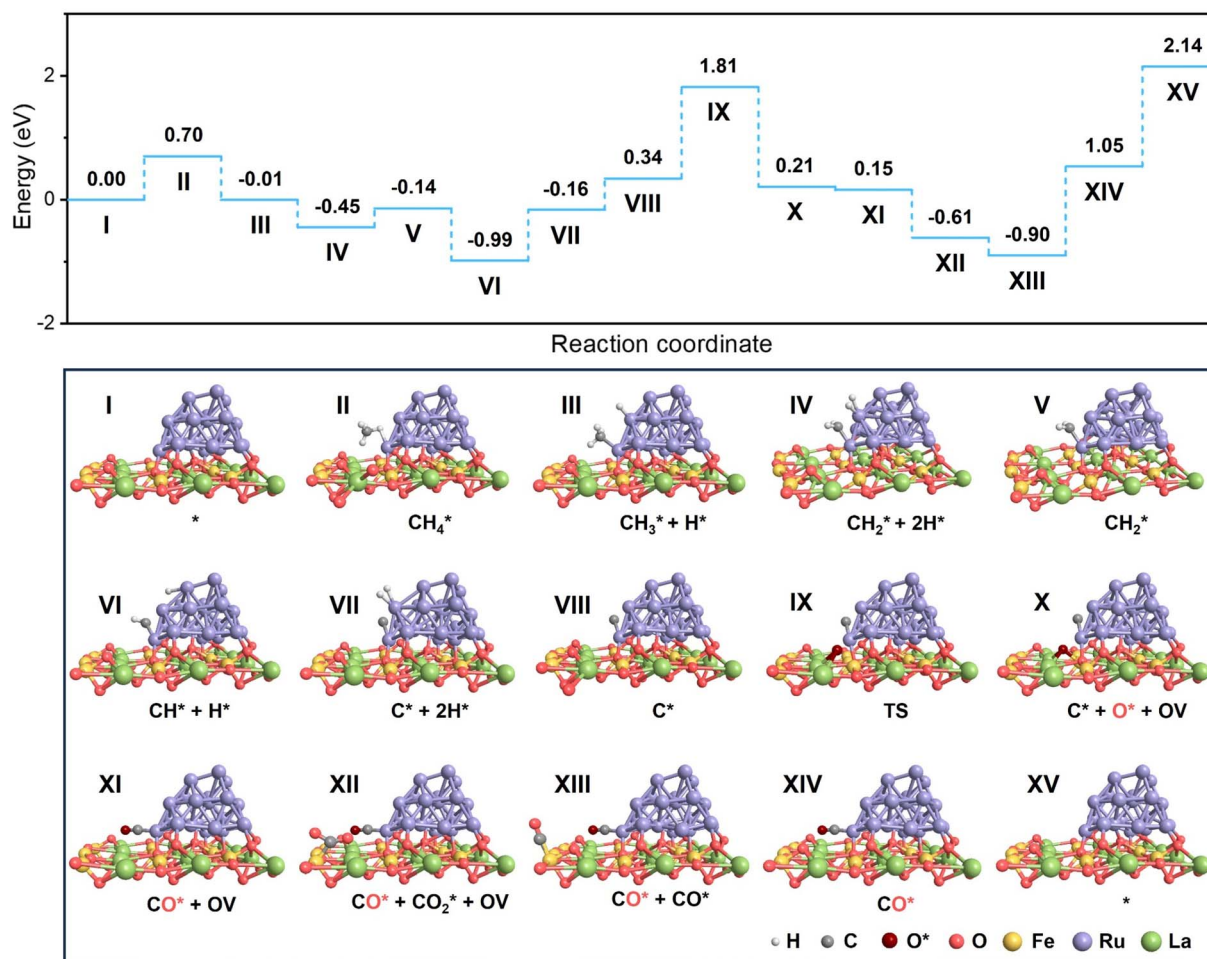 2
0
-2
Energy (eV)
0.00
I
0.70
II
-0.01
III
-0.45
IV
-0.14
V
-0.99
VI
-0.16
VII
0.34
VIII
1.81
IX
0.21
X
0.15
XI
-0.61
XII
-0.90
XIII
1.05
XIV
2.14
XV
Reaction coordinate
I II III IV V
* CH₄* CH₃* + H* CH₂* + 2H* CH₂*
VI VII VIII IX X
CH* + H* C* + 2H* C* TS C* + O* + OV
XI XII XIII XIV XV
CO* + OV CO* + CO₂* + OV CO* + CO* CO* *
H C O* O Fe Ru La